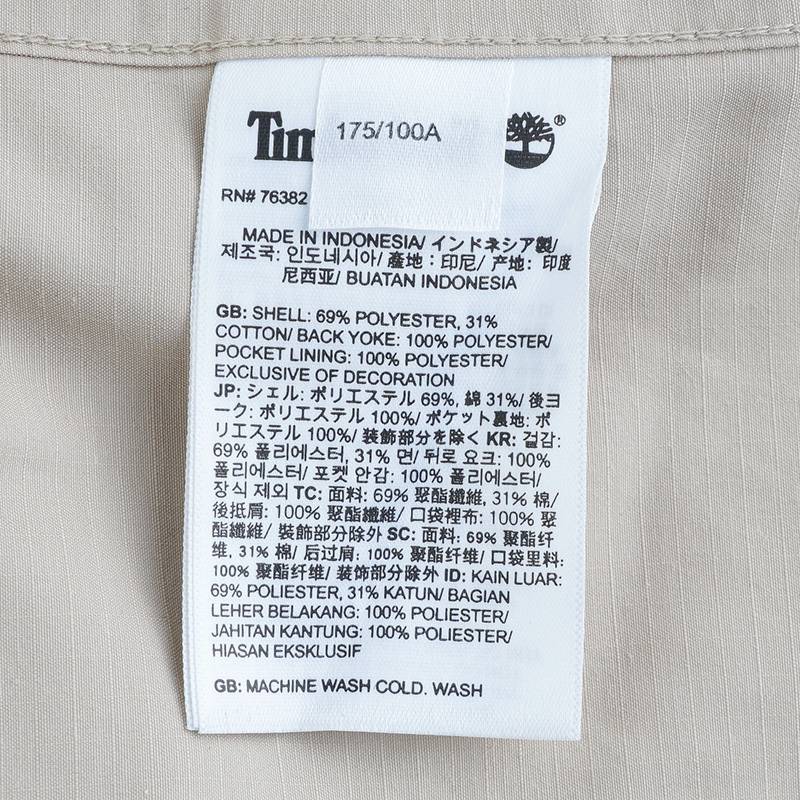 175/100A
Tim
®
RN# 76382
MADE IN INDONESIA/ インドネシア製/
제조국: 인도네시아/ 產地：印尼/ 产地：印度
尼西亚/ BUATAN INDONESIA
GB: SHELL: 69% POLYESTER, 31%
COTTON/ BACK YOKE: 100% POLYESTER/
POCKET LINING: 100% POLYESTER/
EXCLUSIVE OF DECORATION
JP: シェル: ポリエステル 69%, 綿 31%/ 後ヨ
ーク: ポリエステル 100%/ ポケット裏地: ポ
リエステル 100%/ 装飾部分を除く KR: 겉감:
69% 폴리에스터, 31% 면/ 뒤로 요크: 100%
폴리에스터/ 포켓 안감: 100% 폴리에스터/
장식 제외 TC: 面料: 69% 聚酯纖維, 31% 棉/
後抵肩: 100% 聚酯纖維/ 口袋裡布: 100% 聚
酯纖維/ 裝飾部分除外 SC: 面料: 69% 聚酯纤
维, 31% 棉/ 后过肩: 100% 聚酯纤维/ 口袋里料:
100% 聚酯纤维/ 装饰部分除外 ID: KAIN LUAR:
69% POLIESTER, 31% KATUN/ BAGIAN
LEHER BELAKANG: 100% POLIESTER/
JAHITAN KANTUNG: 100% POLIESTER/
HIASAN EKSKLUSIF
GB: MACHINE WASH COLD. WASH